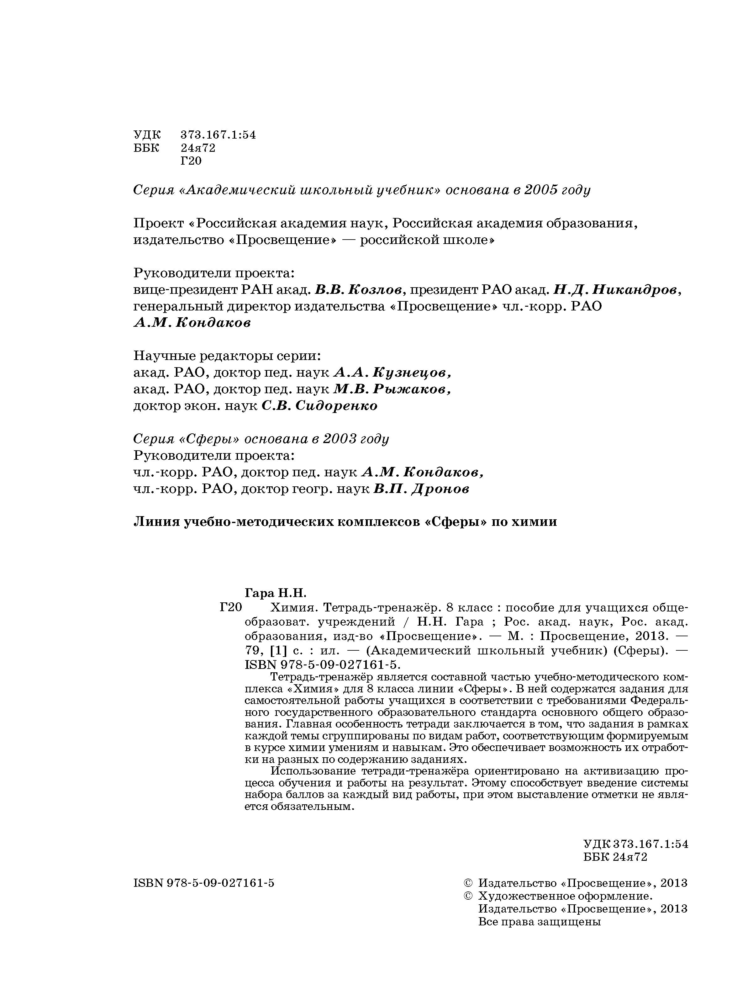 УДК 373.167.1:54
ББК 24я72
Г20
Серия «Академический школьный учебник» основана в 2005 году
Проект «Российская академия наук, Российская академия образования,
издательство «Просвещение» — российской школе»
Руководители проекта:
вице-президент РАН акад. В.В. Козлов, президент РАО акад. Н.Д. Никандров,
генеральный директор издательства «Просвещение» чл.-корр. РАО
А.М. Кондаков
Научные редакторы серии:
акад. РАО, доктор пед. наук А.А. Кузнецов,
акад. РАО, доктор пед. наук М.В. Рыжаков,
доктор экон. наук С.В. Сидоренко
Серия «Сферы» основана в 2003 году
Руководители проекта:
чл.-корр. РАО, доктор пед. наук А.М. Кондаков,
чл.-корр. РАО, доктор геогр. наук В.П. Дронов
Линия учебно-методических комплексов «Сферы» по химии
Гара Н.Н.
Г20 Химия. Тетрадь-тренажёр. 8 класс : пособие для учащихся обще-
образоват. учреждений / Н.Н. Гара ; Рос. акад. наук, Рос. акад.
образования, изд-во «Просвещение». — М. : Просвещение, 2013. —
79, [1] с. : ил. — (Академический школьный учебник) (Сферы). —
ISBN 978-5-09-027161-5.
Тетрадь-тренажёр является составной частью учебно-методического ком-
плекса «Химия» для 8 класса линии «Сферы». В ней содержатся задания для
самостоятельной работы учащихся в соответствии с требованиями Федераль-
ного государственного образовательного стандарта основного общего образо-
вания. Главная особенность тетради заключается в том, что задания в рамках
каждой темы сгруппированы по видам работ, соответствующим формируемым
в курсе химии умениям и навыкам. Это обеспечивает возможность их отработ-
ки на разных по содержанию заданиях.
Использование тетради-тренажёра ориентировано на активизацию про-
цесса обучения и работы на результат. Этому способствует введение системы
набора баллов за каждый вид работы, при этом выставление отметки не явля-
ется обязательным.
УДК 373.167.1:54
ББК 24я72
ISBN 978-5-09-027161-5
© Издательство «Просвещение», 2013
© Художественное оформление.
Издательство «Просвещение», 2013
Все права защищены